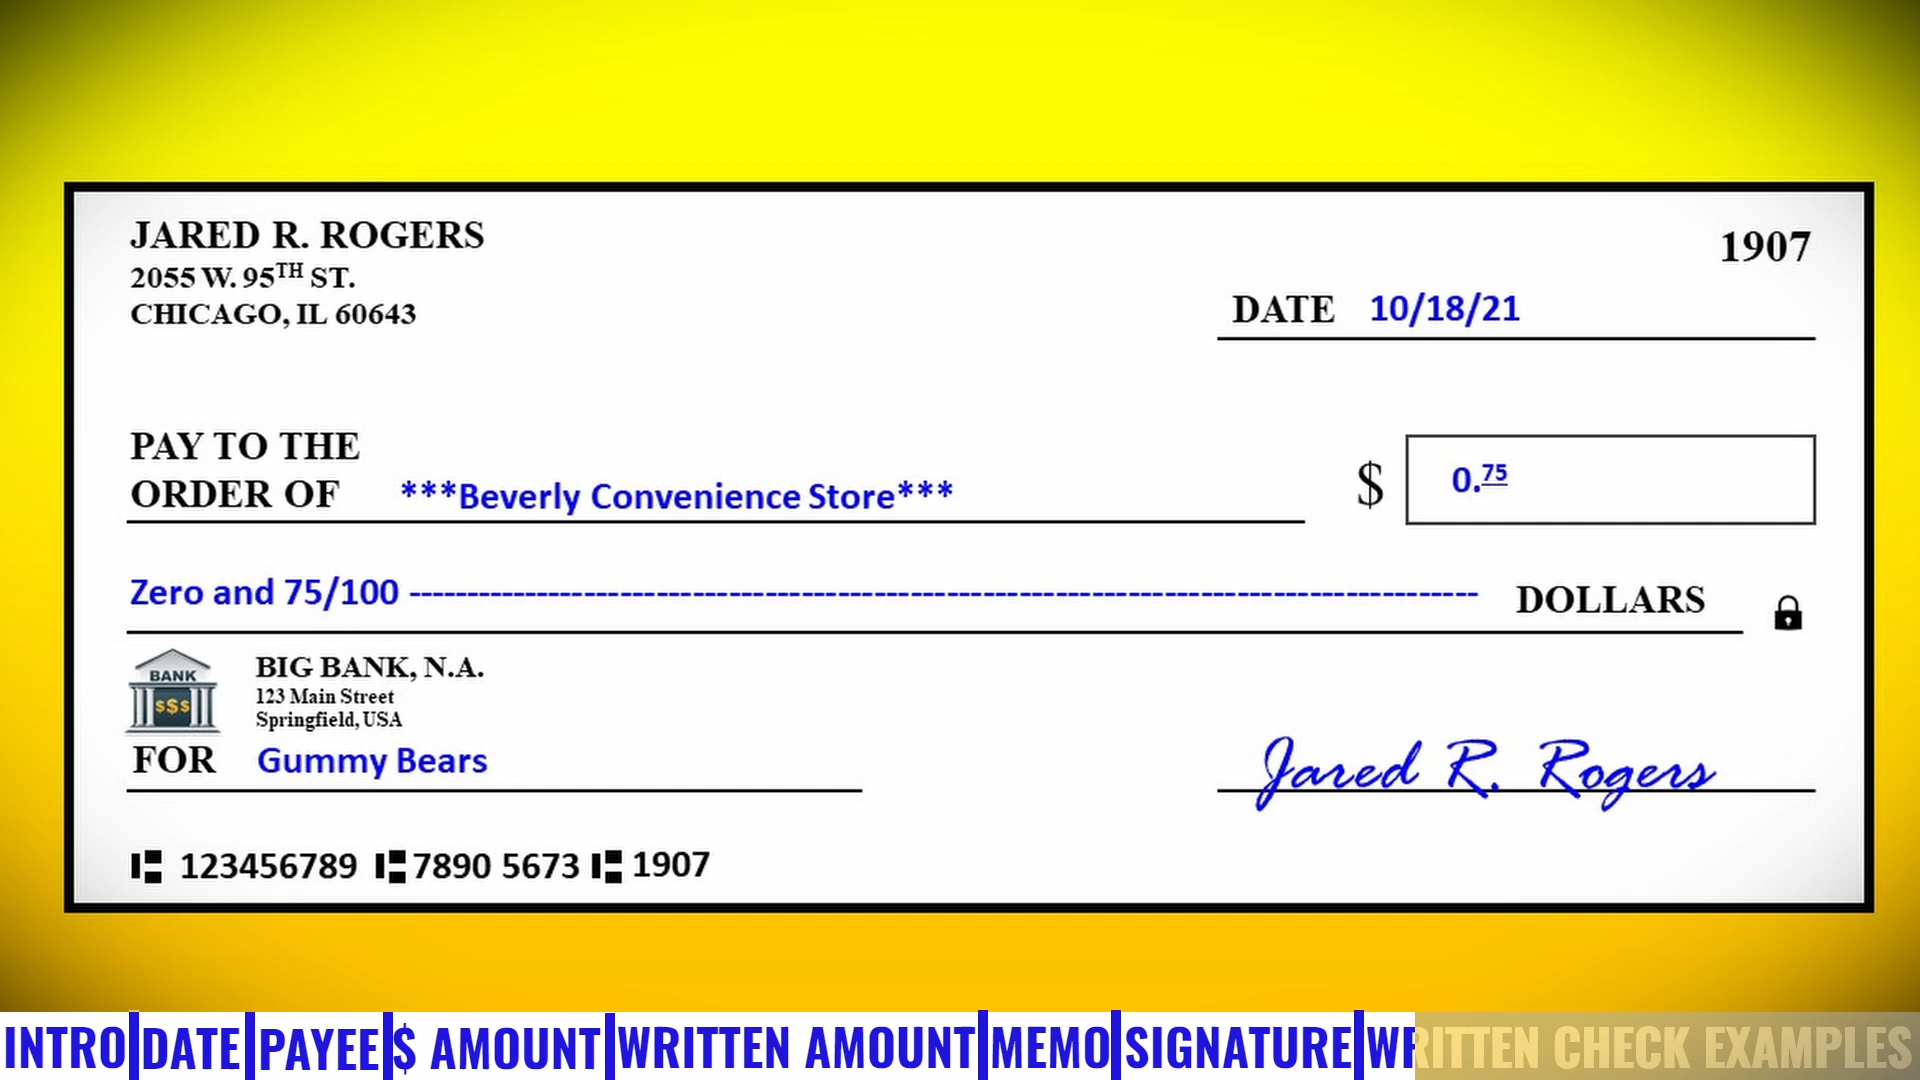 JARED R. ROGERS
1907
2055 W. 95TH ST.
CHICAGO, IL 60643
DATE 10/18/21
PAY TO THE
ORDER OF ***Beverly Convenience Store***
$ 0.75
Zero and 75/100 ---------------------------------------------------------------------------------------- DOLLARS
BANK
$$$
BIG BANK, N.A.
123 Main Street
Springfield, USA
FOR Gummy Bears
Jared R. Rogers
123456789 7890 5673 1907
INTRO DATE PAYEE $ AMOUNT WRITTEN AMOUNT MEMO SIGNATURE WRITTEN CHECK EXAMPLES